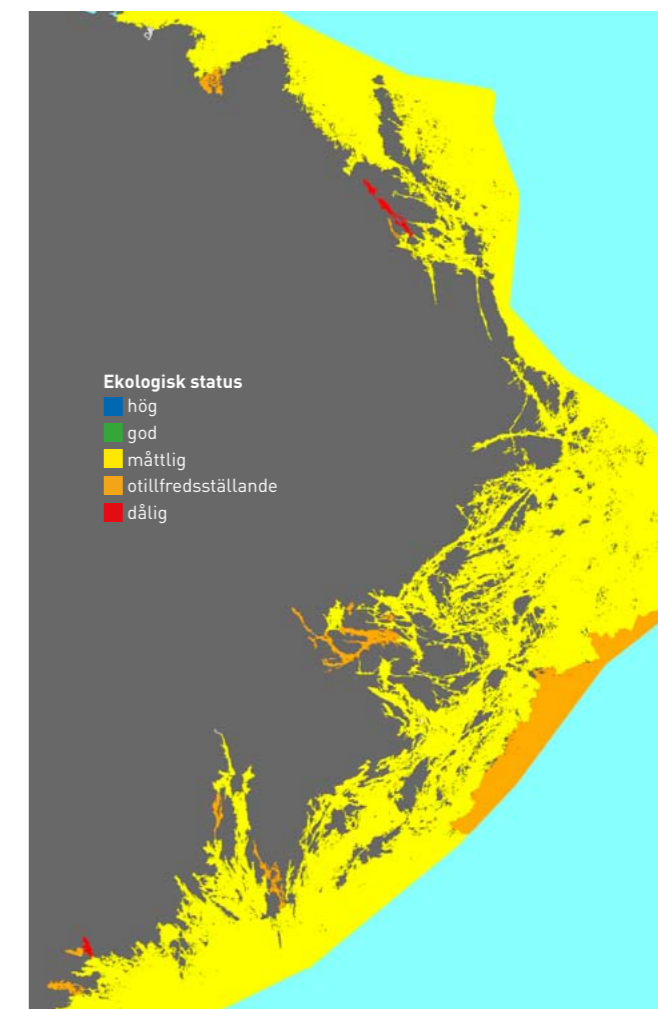 Ekologisk status
hög
god
måttlig
otillfredsställande
dålig